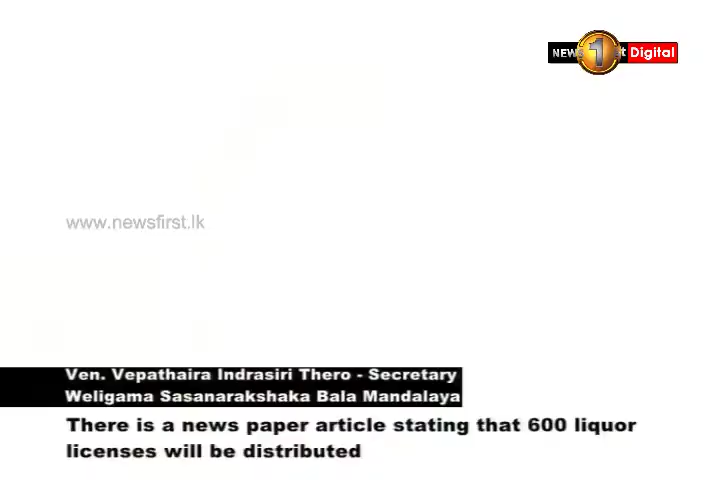 NEWS 1st Digital
www.newsfirst.lk
Ven. Vepathaira Indrasiri Thero - Secretary
Weligama Sasanarakshaka Bala Mandalaya
There is a news paper article stating that 600 liquor
licenses will be distributed